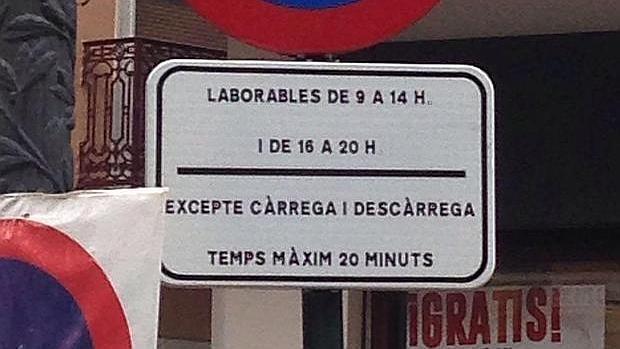 LABORABLES DE 9 A 14 H.
I DE 16 A 20 H
EXCEPTE CÀRREGA I DESCÀRREGA
TEMPS MÀXIM 20 MINUTS
¡GRATIS!